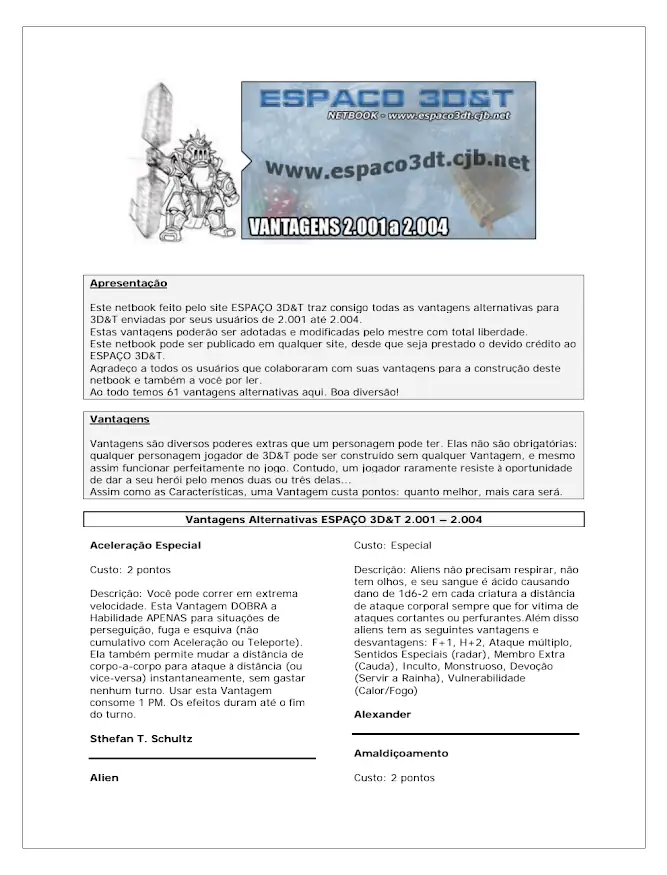 ESPACO 3D&T
NETBOOK - www.espaco3dt.cjb.net
www.espaco3dt.cjb.net
VANTAGENS 2.001 a 2.004
Apresentação
Este netbook feito pelo site ESPAÇO 3D&T traz consigo todas as vantagens alternativas para
3D&T enviadas por seus usuários de 2.001 até 2.004.
Estas vantagens poderão ser adotadas e modificadas pelo mestre com total liberdade.
Este netbook pode ser publicado em qualquer site, desde que seja prestado o devido crédito ao
ESPAÇO 3D&T.
Agradeço a todos os usuários que colaboraram com suas vantagens para a construção deste
netbook e também a você por ler.
Ao todo temos 61 vantagens alternativas aqui. Boa diversão!
Vantagens
Vantagens são diversos poderes extras que um personagem pode ter. Elas não são obrigatórias:
qualquer personagem jogador de 3D&T pode ser construído sem qualquer Vantagem, e mesmo
assim funcionar perfeitamente no jogo. Contudo, um jogador raramente resiste à oportunidade
de dar a seu herói pelo menos duas ou três delas...
Assim como as Características, uma Vantagem custa pontos: quanto melhor, mais cara será.
Vantagens Alternativas ESPAÇO 3D&T 2.001 – 2.004
Aceleração Especial
Custo: 2 pontos
Descrição: Você pode correr em extrema
velocidade. Esta Vantagem DOBRA a
Habilidade APENAS para situações de
perseguição, fuga e esquiva (não
cumulativo com Aceleração ou Teleporte).
Ela também permite mudar a distância de
corpo-a-corpo para ataque à distância (ou
vice-versa) instantaneamente, sem gastar
nenhum turno. Usar esta Vantagem
consome 1 PM. Os efeitos duram até o fim
do turno.
Sthefan T. Schultz
Alien
Custo: Especial
Descrição: Aliens não precisam respirar, não
tem olhos, e seu sangue é ácido causando
dano de 1d6-2 em cada criatura a distância
de ataque corporal sempre que for vítima de
ataques cortantes ou perfurantes.Além disso
aliens tem as seguintes vantagens e
desvantagens: F+1, H+2, Ataque múltiplo,
Sentidos Especiais (radar), Membro Extra
(Cauda), Inculto, Monstruoso, Devoção
(Servir a Rainha), Vulnerabilidade
(Calor/Fogo)
Alexander
Amaldiçoamento
Custo: 2 pontos